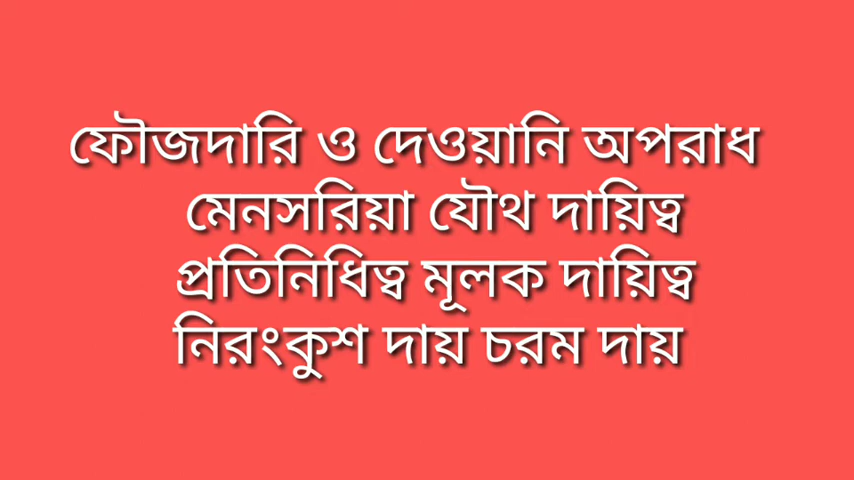 ফৌজদারি ও দেওয়ানি অপরাধ
মেনসরিয়া যৌথ দায়িত্ব
প্রতিনিধিত্ব মূলক দায়িত্ব
নিরংকুশ দায় চরম দায়